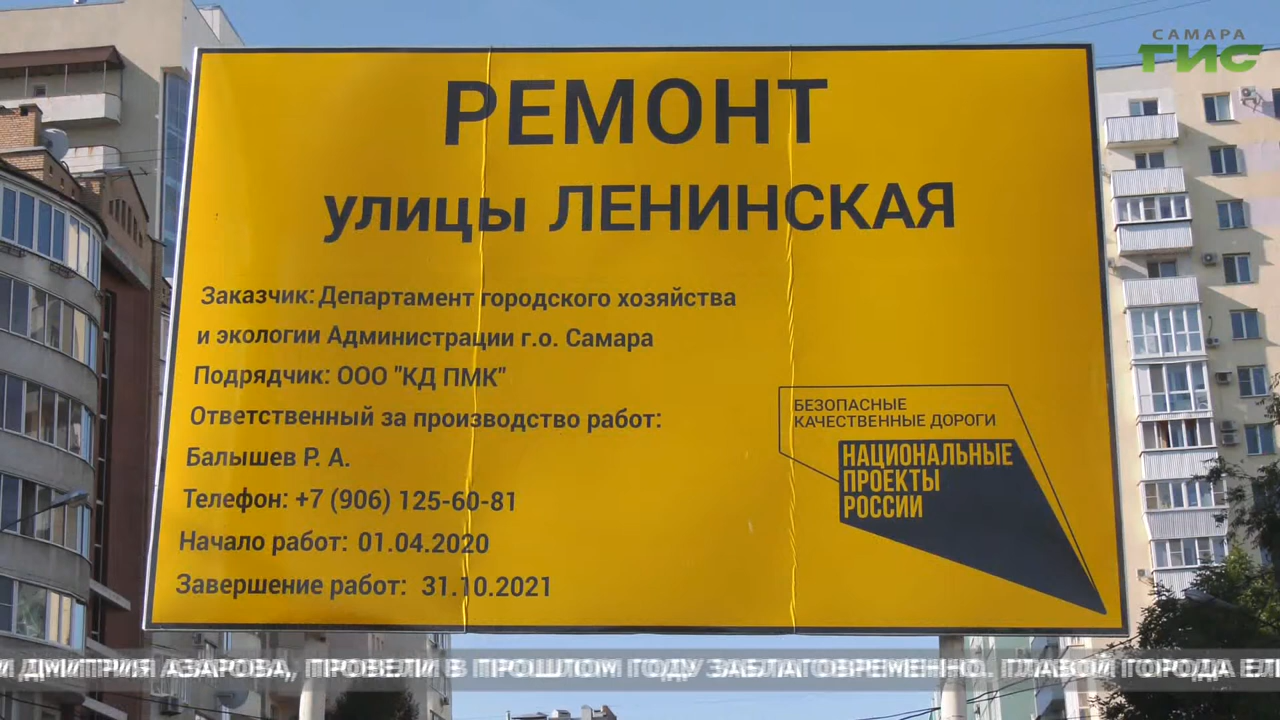 САМАРА
ГИС
РЕМОНТ
улицы ЛЕНИНСКАЯ
Заказчик: Департамент городского хозяйства
и экологии Администрации г.о. Самара
Подрядчик: ООО "КД ПМК"
Ответственный за производство работ:
Балышев Р. А.
Телефон: +7 (906) 125-60-81
Начало работ: 01.04.2020
Завершение работ: 31.10.2021
БЕЗОПАСНЫЕ
КАЧЕСТВЕННЫЕ ДОРОГИ
НАЦИОНАЛЬНЫЕ
ПРОЕКТЫ
РОССИИ
И ДМИТРИЯ АЗАРОВА, ПРОВЕЛИ В ПРОШЛОМ ГОДУ ЗАБЛАГОВРЕМЕННО. ГЛАВОЙ ГОРОДА ЕЛ